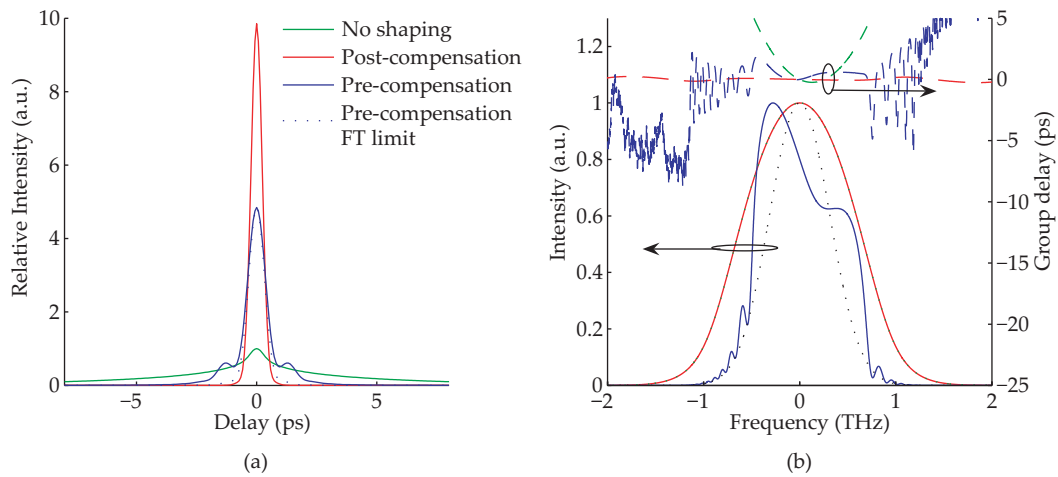 10
8
6
4
2
0
Relative Intensity (a.u.)
−5
0
5
Delay (ps)
No shaping
Post-compensation
Pre-compensation
Pre-compensation
FT limit
(a)
1.2
1
0.8
0.6
0.4
0.2
0
Intensity (a.u.)
−2
−1
0
1
2
Frequency (THz)
5
0
−5
−10
−15
−20
−25
Group delay (ps)
(b)